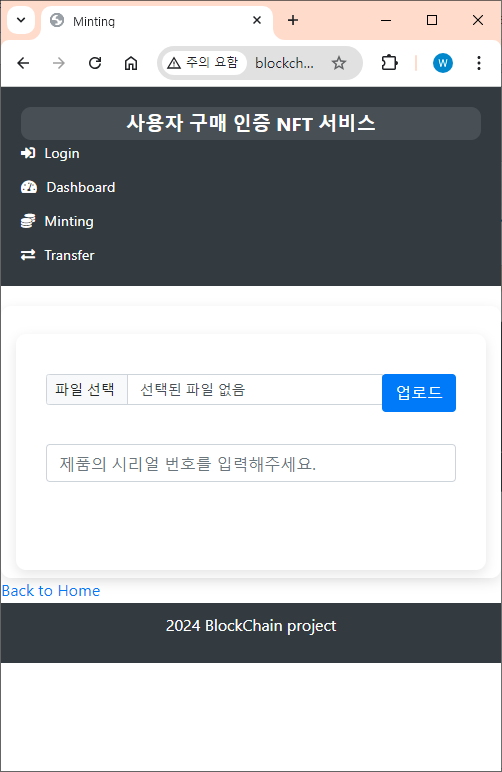 Minting
주의 요함
blockch...
W
사용자 구매 인증 NFT 서비스
Login
Dashboard
Minting
Transfer
파일 선택 선택된 파일 없음 업로드
제품의 시리얼 번호를 입력해주세요.
Back to Home
2024 BlockChain project